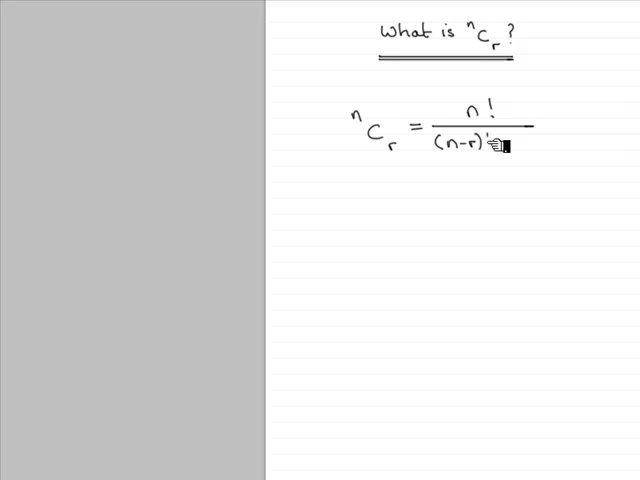 What is ⁿCᵣ?
ⁿCᵣ = n!
(n-r)!